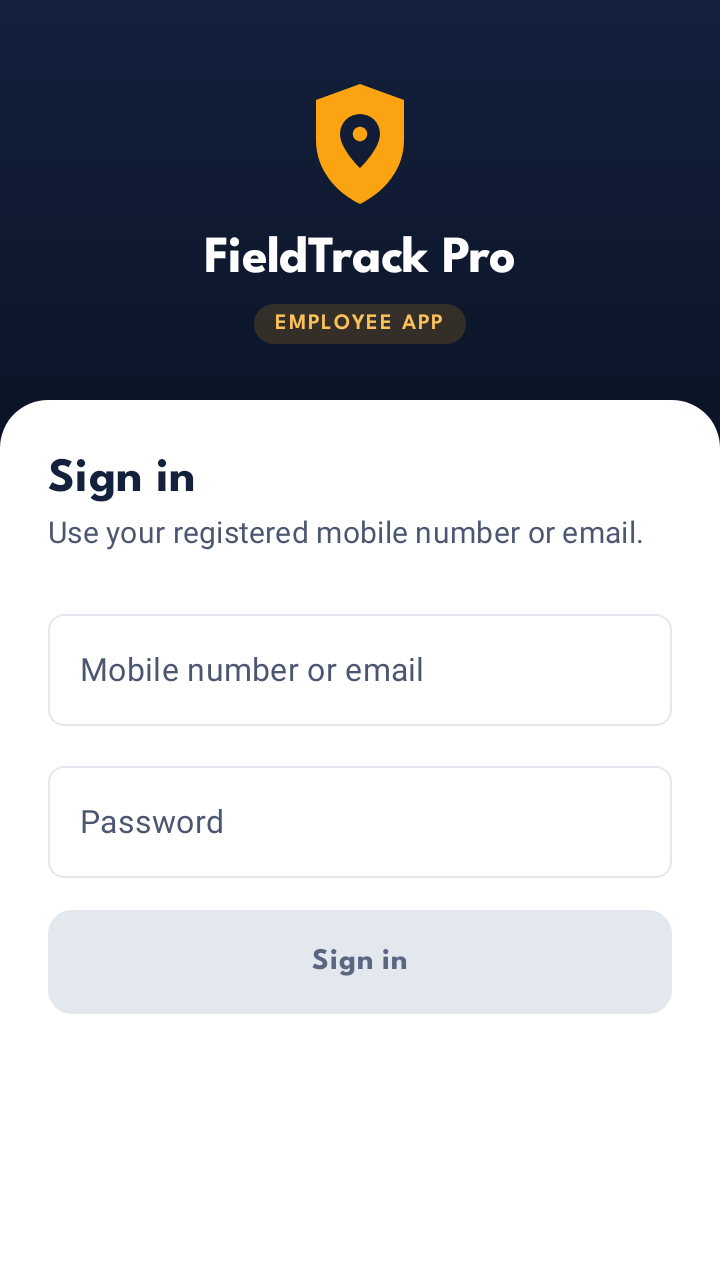 FieldTrack Pro
EMPLOYEE APP
Sign in
Use your registered mobile number or email.
Mobile number or email
Password
Sign in